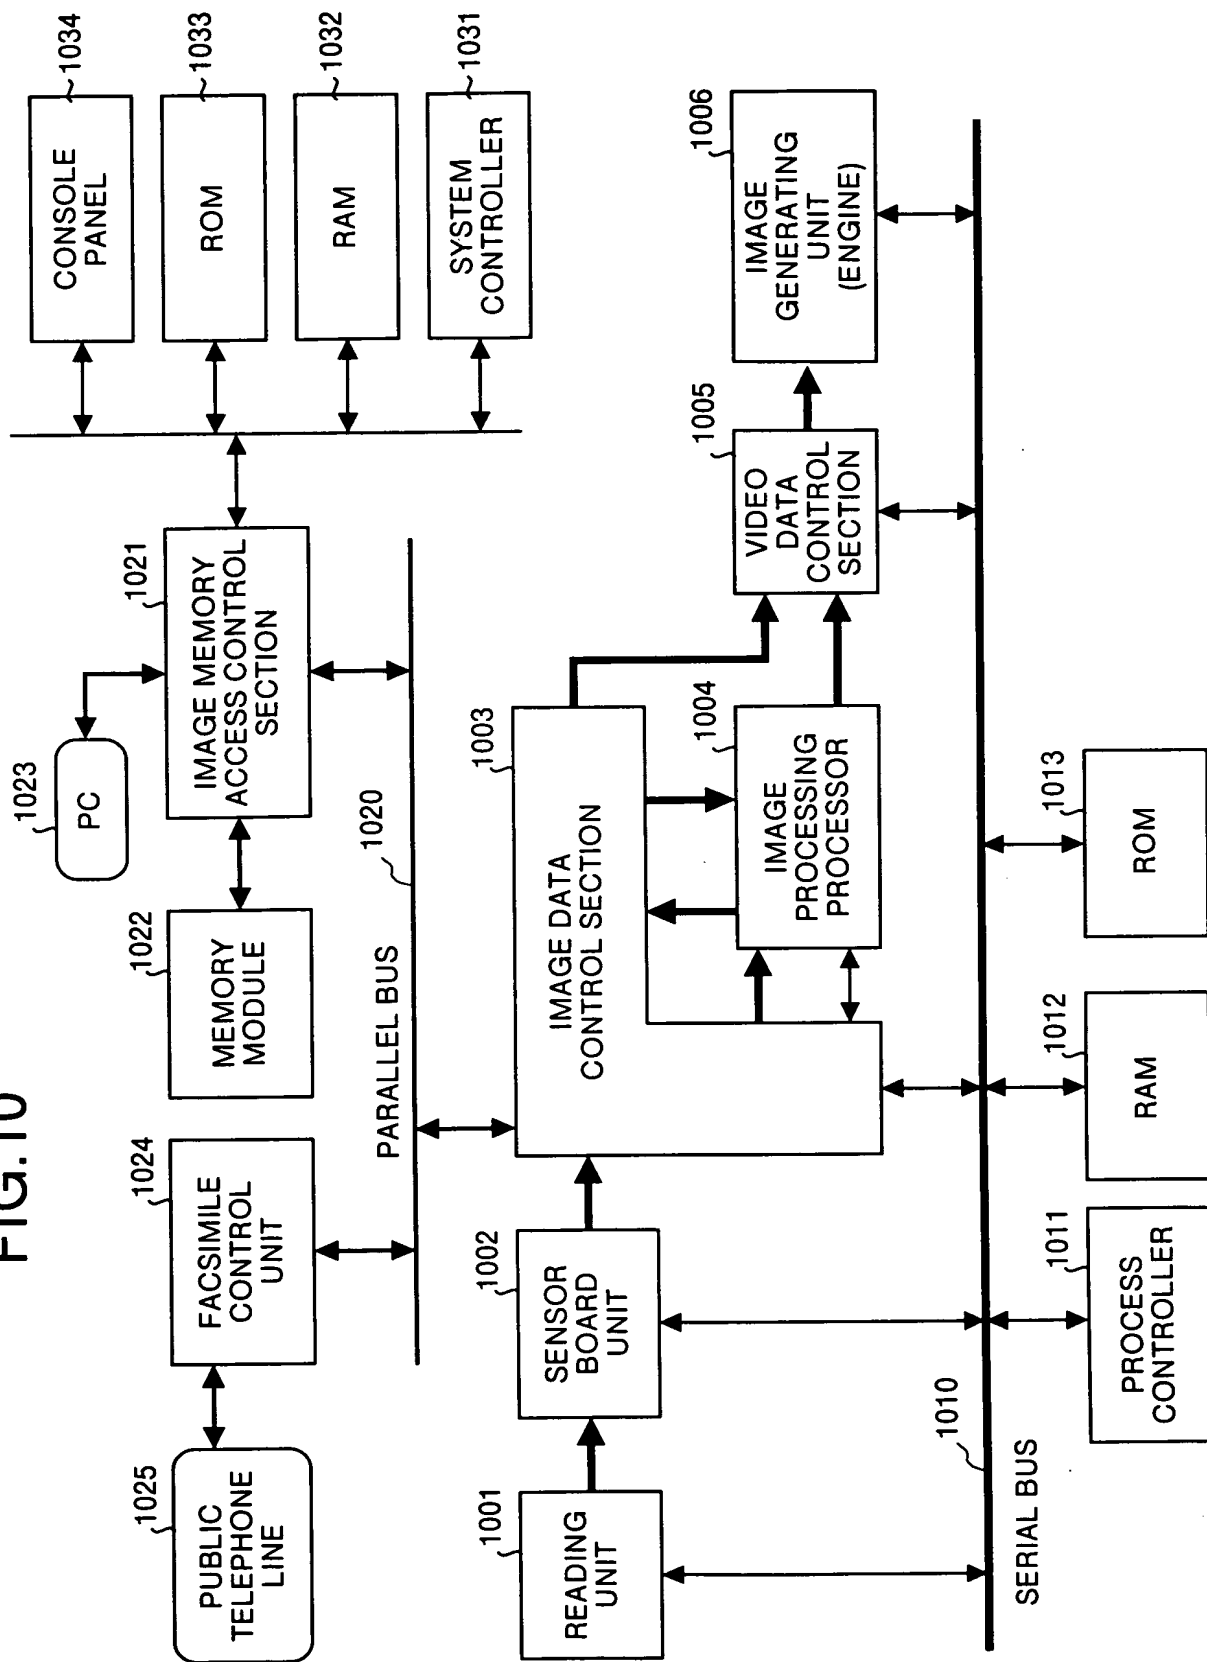 FIG.10
1025
PUBLIC
TELEPHONE
LINE
1024
FACSIMILE
CONTROL
UNIT
1022
MEMORY
MODULE
1023
PC
1021
IMAGE MEMORY
ACCESS CONTROL
SECTION
1034
CONSOLE
PANEL
1033
ROM
1032
RAM
1031
SYSTEM
CONTROLLER
PARALLEL BUS
1020
1001
READING
UNIT
1002
SENSOR
BOARD
UNIT
1003
IMAGE DATA
CONTROL SECTION
1004
IMAGE
PROCESSING
PROCESSOR
1005
VIDEO
DATA
CONTROL
SECTION
1006
IMAGE
GENERATING
UNIT
(ENGINE)
SERIAL BUS
1010
1011
PROCESS
CONTROLLER
1012
RAM
1013
ROM